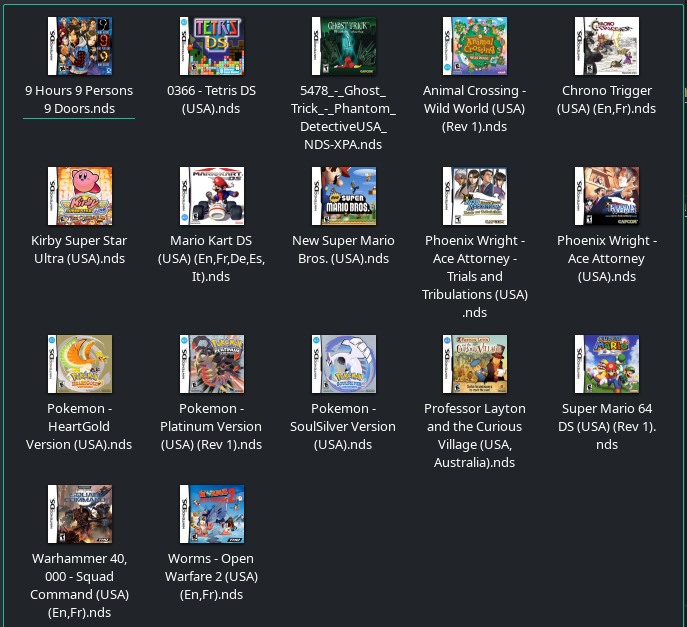 9 Hours 9 Persons
9 Doors.nds
0366 - Tetris DS
(USA).nds
5478_-_Ghost_
Trick_-_Phantom_
DetectiveUSA_
NDS-XPA.nds
Animal Crossing -
Wild World (USA)
(Rev 1).nds
Chrono Trigger
(USA) (En,Fr).nds
Kirby Super Star
Ultra (USA).nds
Mario Kart DS
(USA) (En,Fr,De,Es,
It).nds
New Super Mario
Bros. (USA).nds
Phoenix Wright -
Ace Attorney -
Trials and
Tribulations (USA)
.nds
Phoenix Wright -
Ace Attorney
(USA).nds
Pokemon -
HeartGold
Version (USA).nds
Pokemon -
Platinum Version
(USA) (Rev 1).nds
Pokemon -
SoulSilver Version
(USA).nds
Professor Layton
and the Curious
Village (USA,
Australia).nds
Super Mario 64
DS (USA) (Rev 1).
nds
Warhammer 40,
000 - Squad
Command (USA)
(En,Fr).nds
Worms - Open
Warfare 2 (USA)
(En,Fr).nds